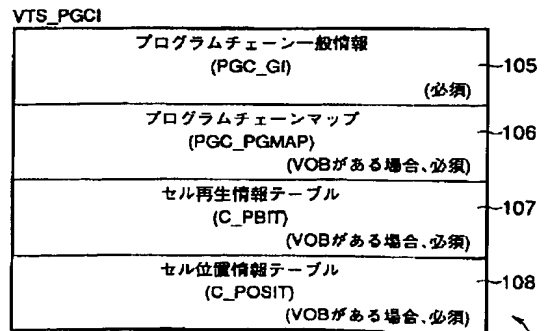 VTS_PGCI
プログラムチェーン一般情報
(PGC_GI)
(必須)
105
プログラムチェーンマップ
(PGC_PGMAP)
(VOBがある場合、必須)
106
セル再生情報テーブル
(C_PBIT)
(VOBがある場合、必須)
107
セル位置情報テーブル
(C_POSIT)
(VOBがある場合、必須)
108